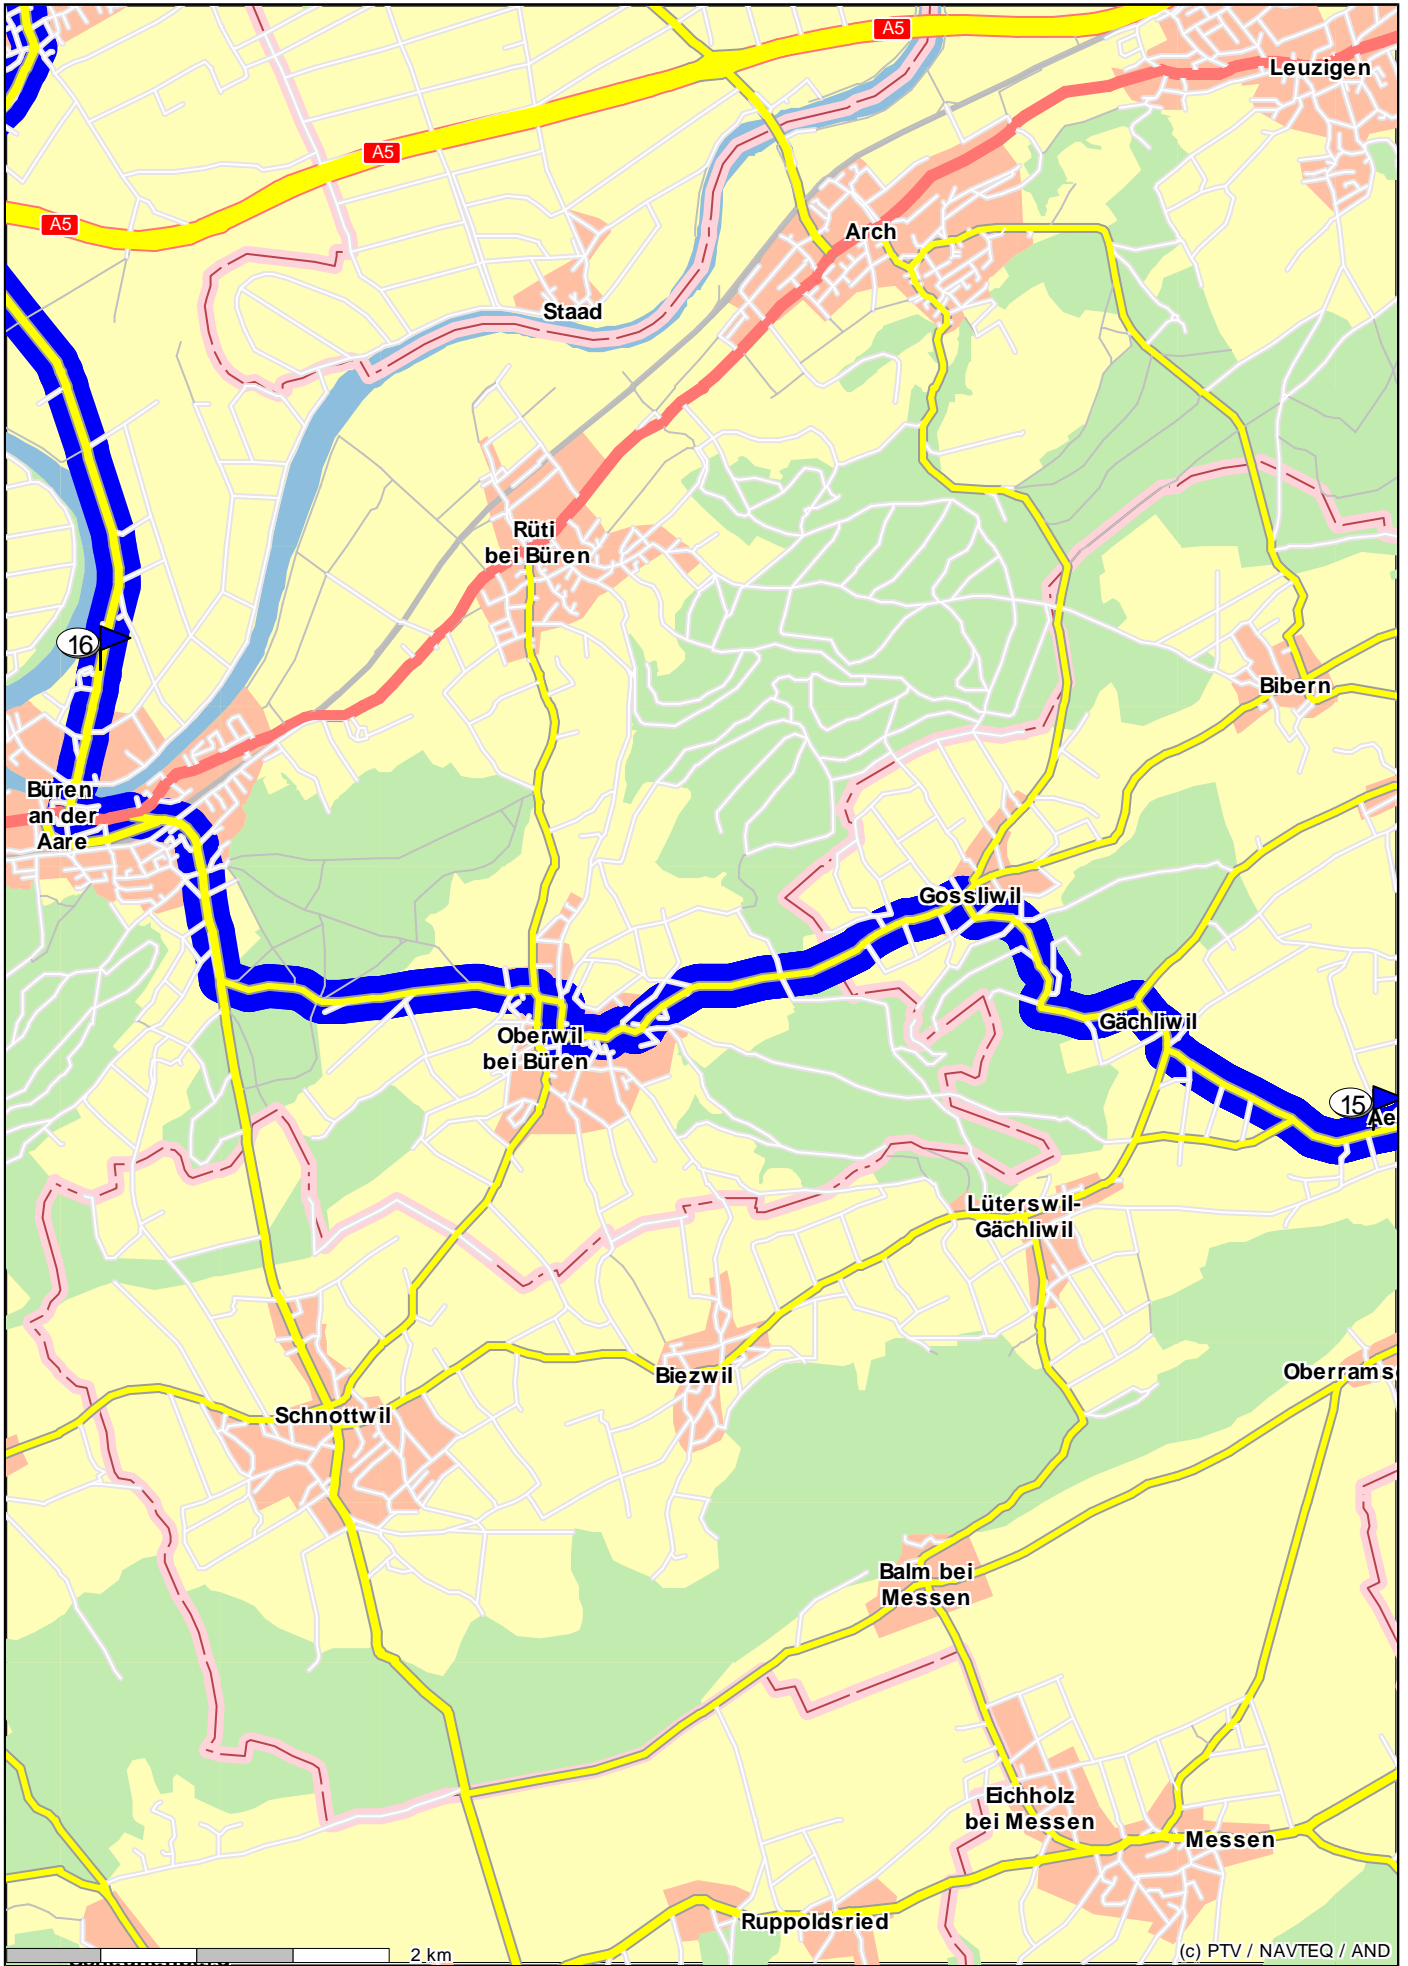 A5
Leuzigen
A5
A5
Arch
Staad
Rüti
bei Büren
16
Bibern
Büren
an der
Aare
Gossliwil
Gächliwil
Oberwil
bei Büren
15
Ae
Lüterswil-
Gächliwil
Oberrams
Biezwil
Schnottwil
Balm bei
Messen
Eichholz
bei Messen
Messen
Ruppoldsried
2 km
(c) PTV / NAVTEQ / AND